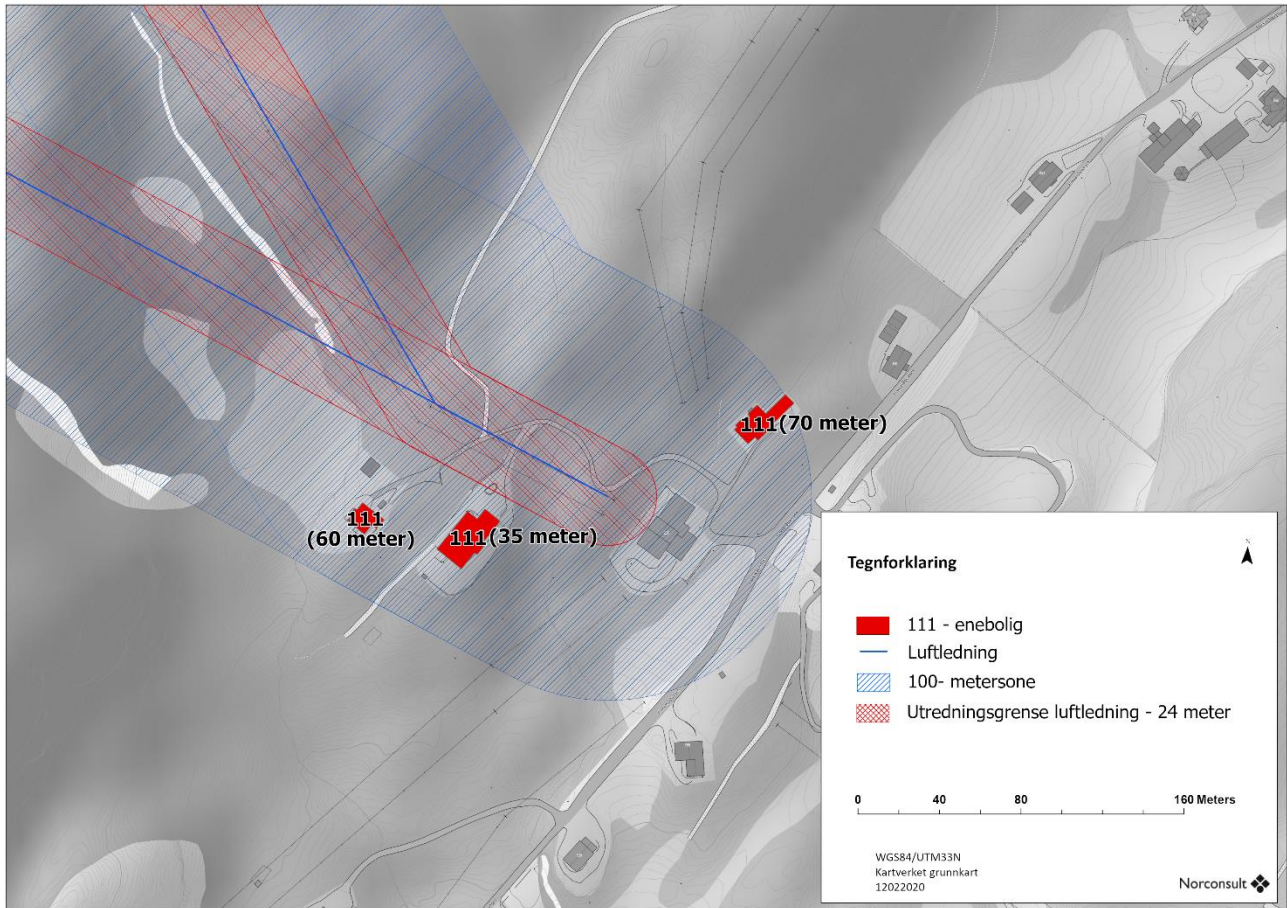 111(70 meter)
111
(60 meter)
111(35 meter)
Tegnforklaring
N
111 - enebolig
Luftledning
100- metersone
Utredningsgrense luftledning - 24 meter
0 40 80 160 Meters
WGS84/UTM33N
Kartverket grunnkart
12022020
Norconsult